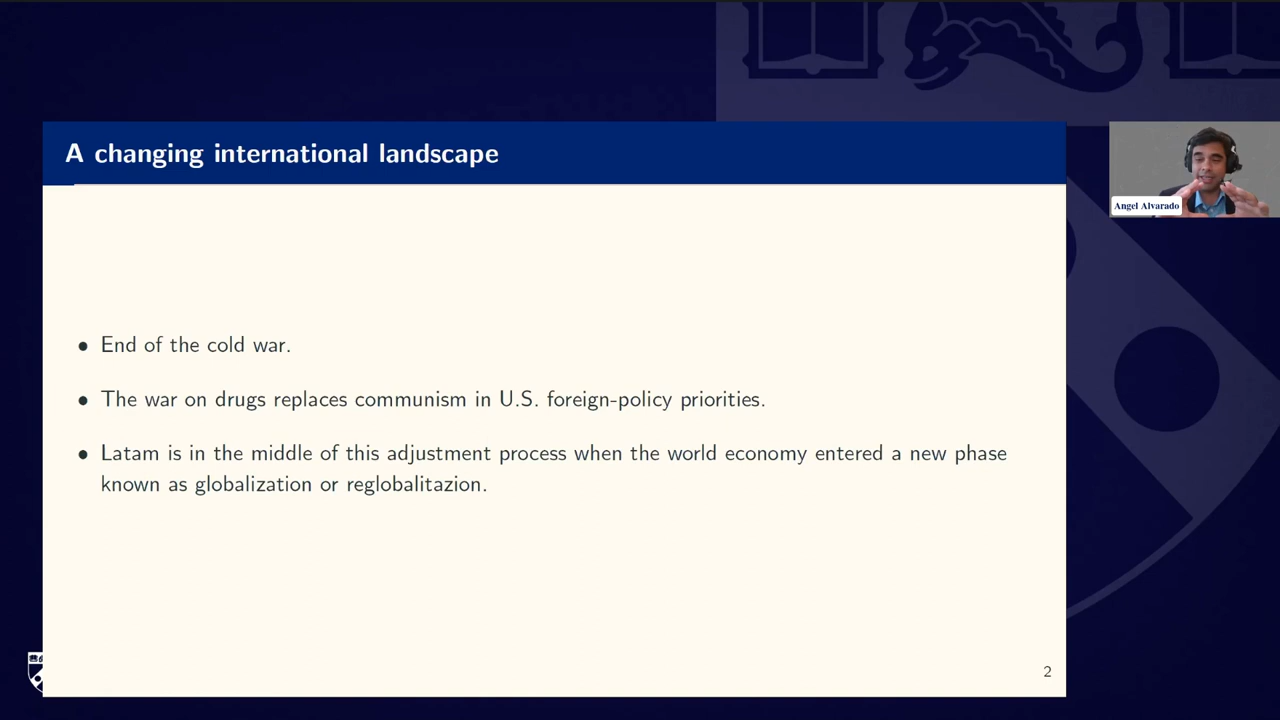 A changing international landscape
Angel Alvarado
• End of the cold war.
• The war on drugs replaces communism in U.S. foreign-policy priorities.
• Latam is in the middle of this adjustment process when the world economy entered a new phase
known as globalization or reglobalitazion.
2